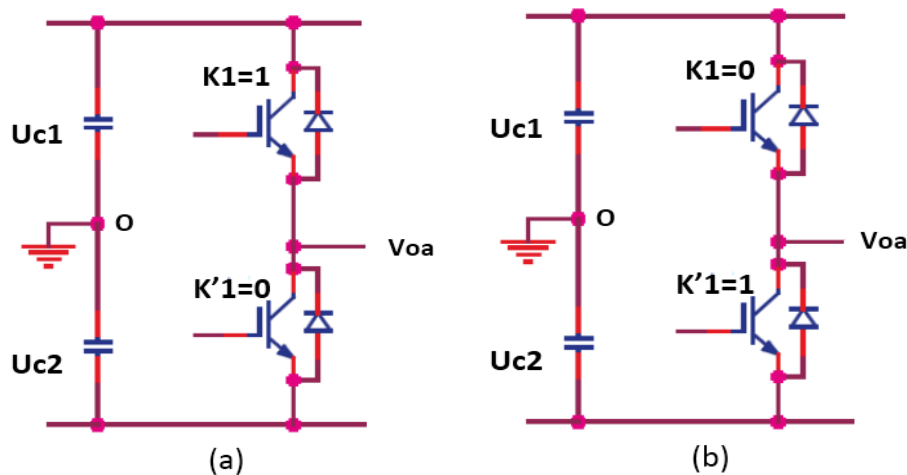 K1=1
Uc1
O
Voa
K’1=0
Uc2
(a)
K1=0
Uc1
O
Voa
K’1=1
Uc2
(b)